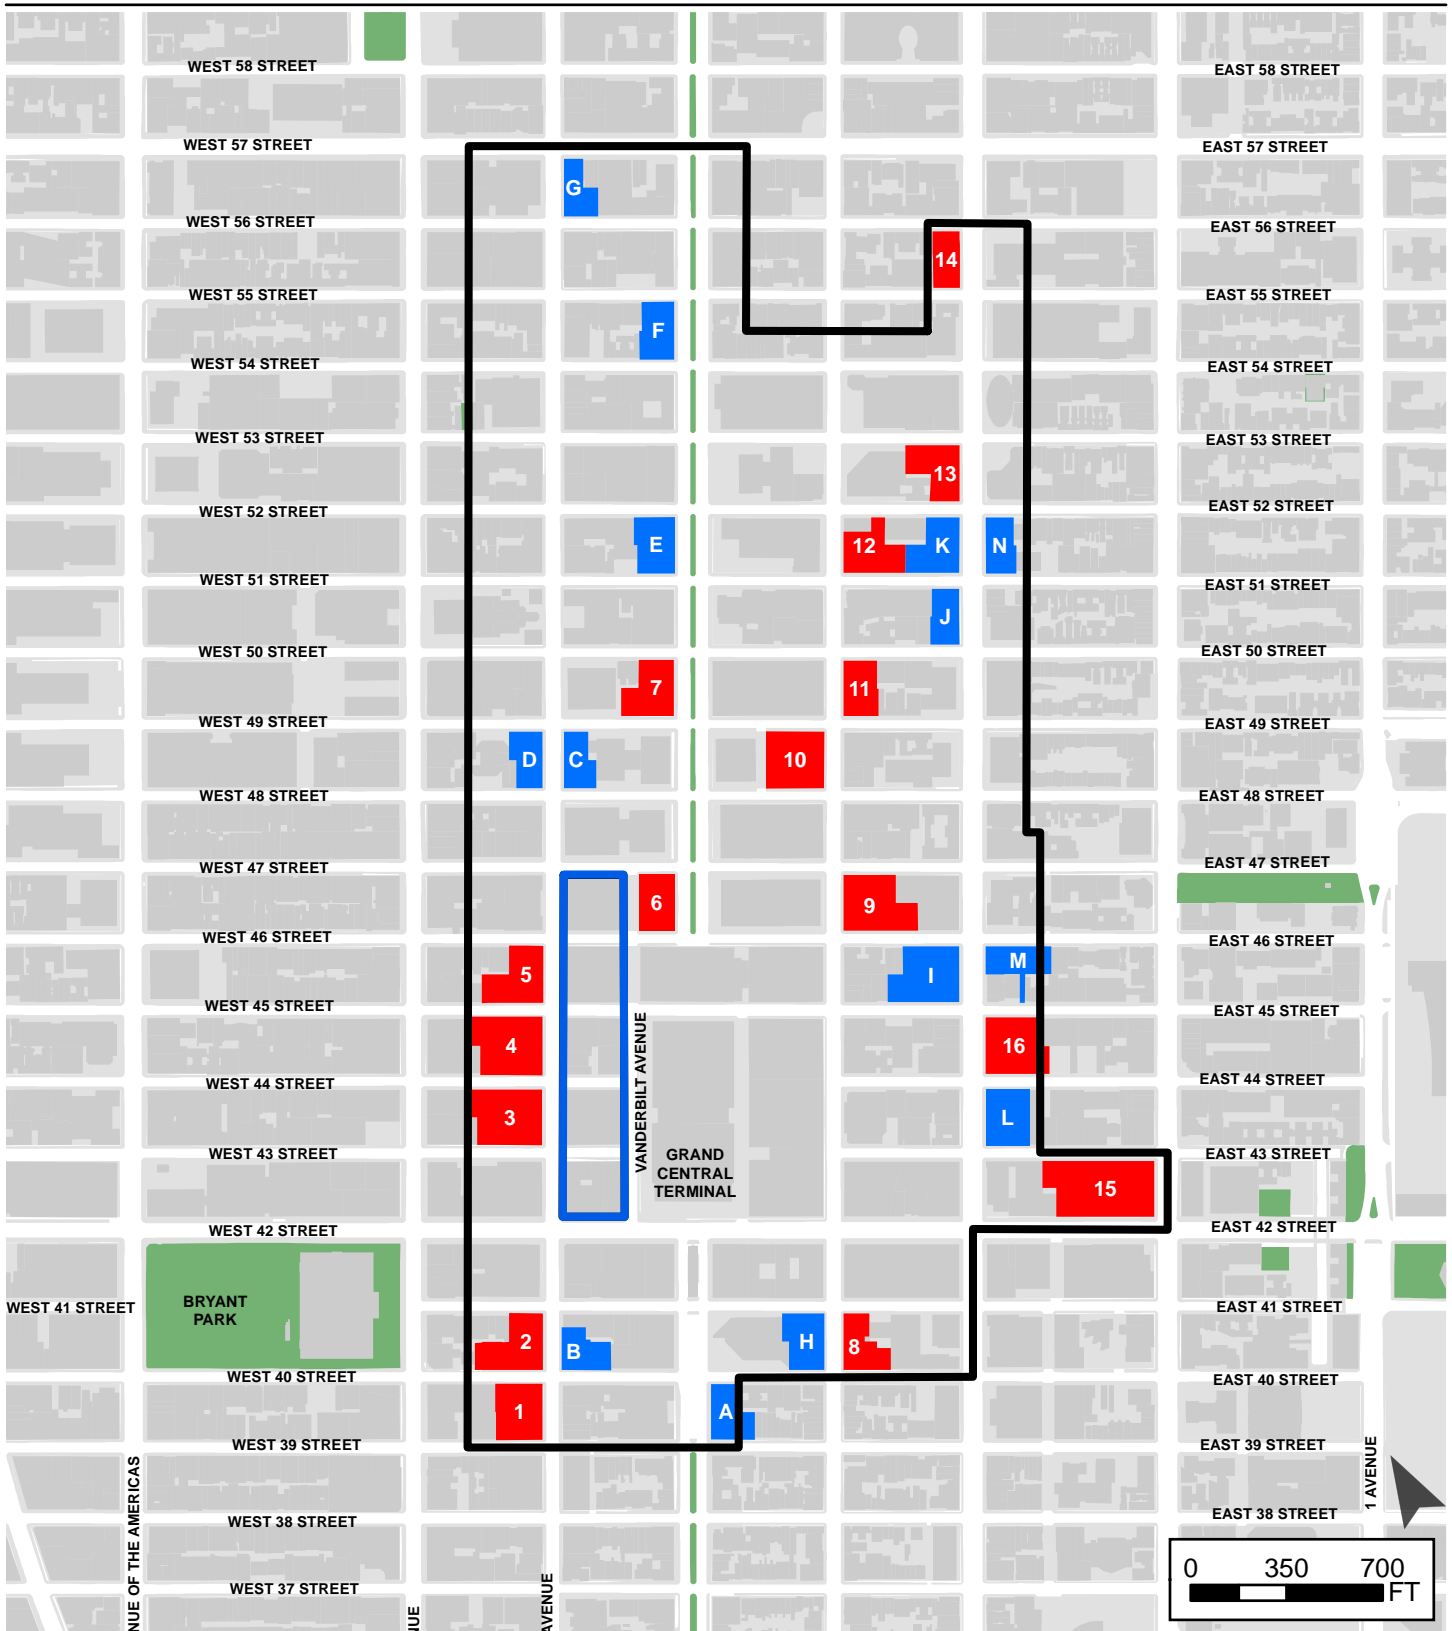 WEST 58 STREET
EAST 58 STREET
WEST 57 STREET
EAST 57 STREET
G
WEST 56 STREET
EAST 56 STREET
14
WEST 55 STREET
EAST 55 STREET
F
WEST 54 STREET
EAST 54 STREET
WEST 53 STREET
EAST 53 STREET
13
WEST 52 STREET
EAST 52 STREET
E
12
K
N
WEST 51 STREET
EAST 51 STREET
J
WEST 50 STREET
EAST 50 STREET
7
11
WEST 49 STREET
EAST 49 STREET
D
C
10
WEST 48 STREET
EAST 48 STREET
WEST 47 STREET
EAST 47 STREET
6
9
WEST 46 STREET
EAST 46 STREET
5
I
M
WEST 45 STREET
EAST 45 STREET
4
16
VANDERBILT AVENUE
WEST 44 STREET
EAST 44 STREET
3
L
WEST 43 STREET
EAST 43 STREET
GRAND
CENTRAL
TERMINAL
15
WEST 42 STREET
EAST 42 STREET
WEST 41 STREET
BRYANT
PARK
EAST 41 STREET
2
B
H
8
WEST 40 STREET
EAST 40 STREET
1
A
WEST 39 STREET
EAST 39 STREET
1 AVENUE
NUE OF THE AMERICAS
WEST 38 STREET
EAST 38 STREET
WEST 37 STREET
NUE
AVENUE
0 350 700
FT